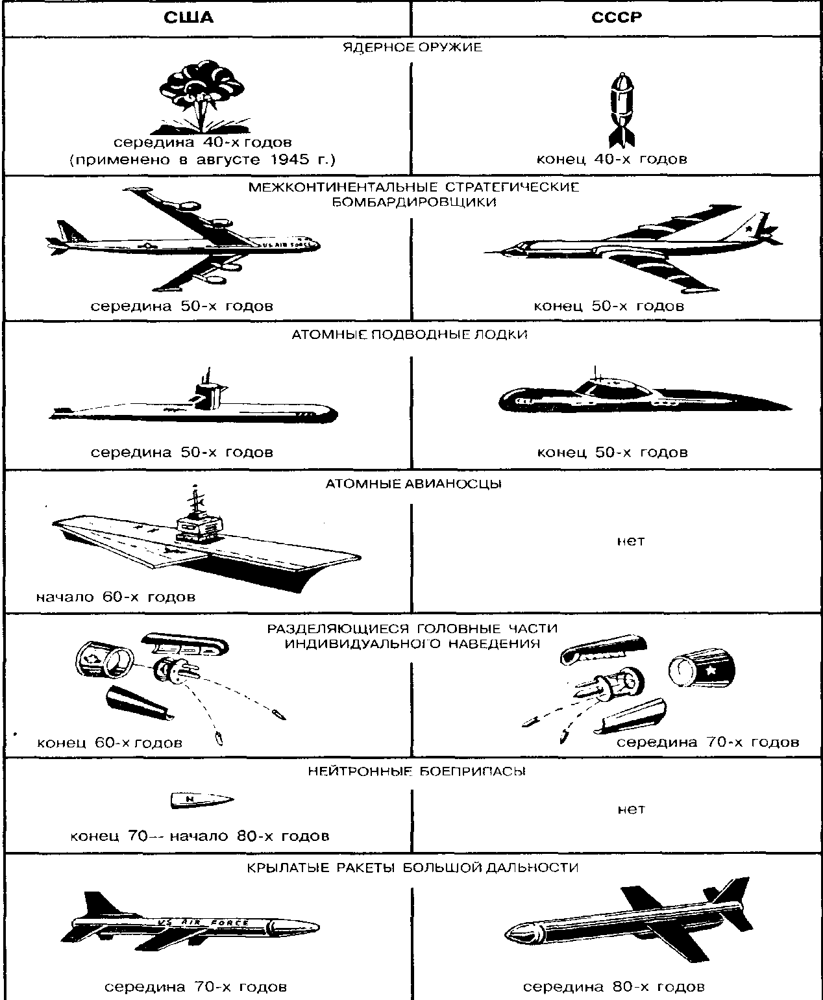 США
СССР
ЯДЕРНОЕ ОРУЖИЕ
середина 40-х годов
(применено в августе 1945 г.)
конец 40-х годов
МЕЖКОНТИНЕНТАЛЬНЫЕ СТРАТЕГИЧЕСКИЕ
БОМБАРДИРОВЩИКИ
US AIR FORCE
середина 50-х годов
конец 50-х годов
АТОМНЫЕ ПОДВОДНЫЕ ЛОДКИ
середина 50-х годов
конец 50-х годов
АТОМНЫЕ АВИАНОСЦЫ
начало 60-х годов
нет
РАЗДЕЛЯЮЩИЕСЯ ГОЛОВНЫЕ ЧАСТИ
ИНДИВИДУАЛЬНОГО НАВЕДЕНИЯ
конец 60-х годов
середина 70-х годов
НЕЙТРОННЫЕ БОЕПРИПАСЫ
N
конец 70— начало 80-х годов
нет
КРЫЛАТЫЕ РАКЕТЫ БОЛЬШОЙ ДАЛЬНОСТИ
US AIR FORCE
середина 70-х годов
середина 80-х годов